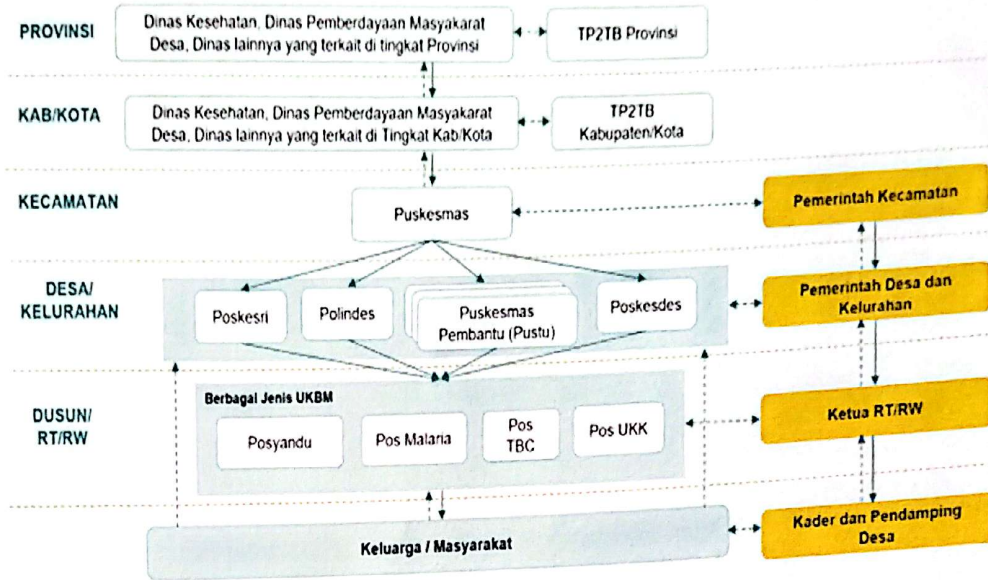 PROVINSI
Dinas Kesehatan, Dinas Pemberdayaan Masyakarat
Desa, Dinas lainnya yang terkait di tingkat Provinsi
TP2TB Provinsi
KAB/KOTA
Dinas Kesehatan, Dinas Pemberdayaan Masyakarat
Desa, Dinas lainnya yang terkait di Tingkat Kab/Kota
TP2TB
Kabupaten/Kota
KECAMATAN
Puskesmas
Pemerintah Kecamatan
DESA/
KELURAHAN
Poskesri
Polindes
Puskesmas
Pembantu (Pustu)
Poskesdes
Pemerintah Desa dan
Kelurahan
DUSUN/
RT/RW
Berbagal Jenis UKBM
Posyandu
Pos Malaria
Pos
TBC
Pos UKK
Ketua RT/RW
Keluarga / Masyarakat
Kader dan Pendamping
Desa